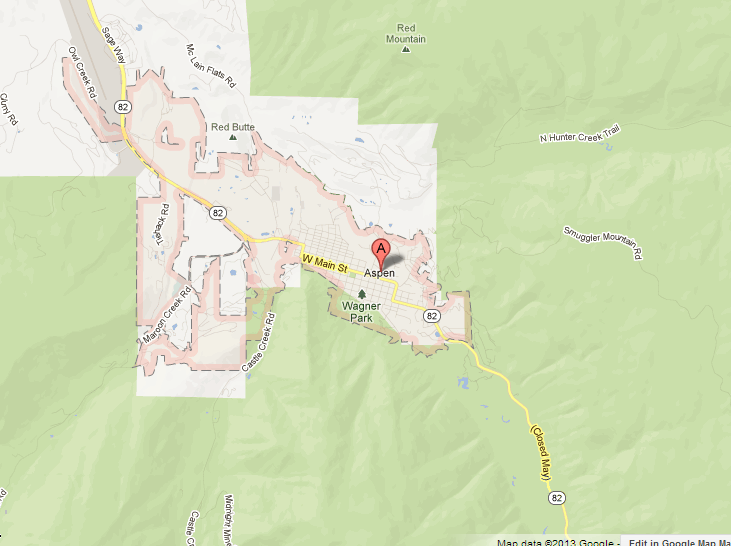 Red
Mountain
Sage Way
Owl Creek Rd
Mc Lain Flats Rd
82
Red Butte
N Hunter Creek Trail
Tiehack Rd
82
Smuggler Mountain Rd
A
W Main St
Aspen
Wagner
Park
Maroon Creek Rd
Castle Creek Rd
82
(Closed May)
82
Rd
Castle C
Midnight Mine
Map data ©2013 Google -
Edit in Google Map Ma